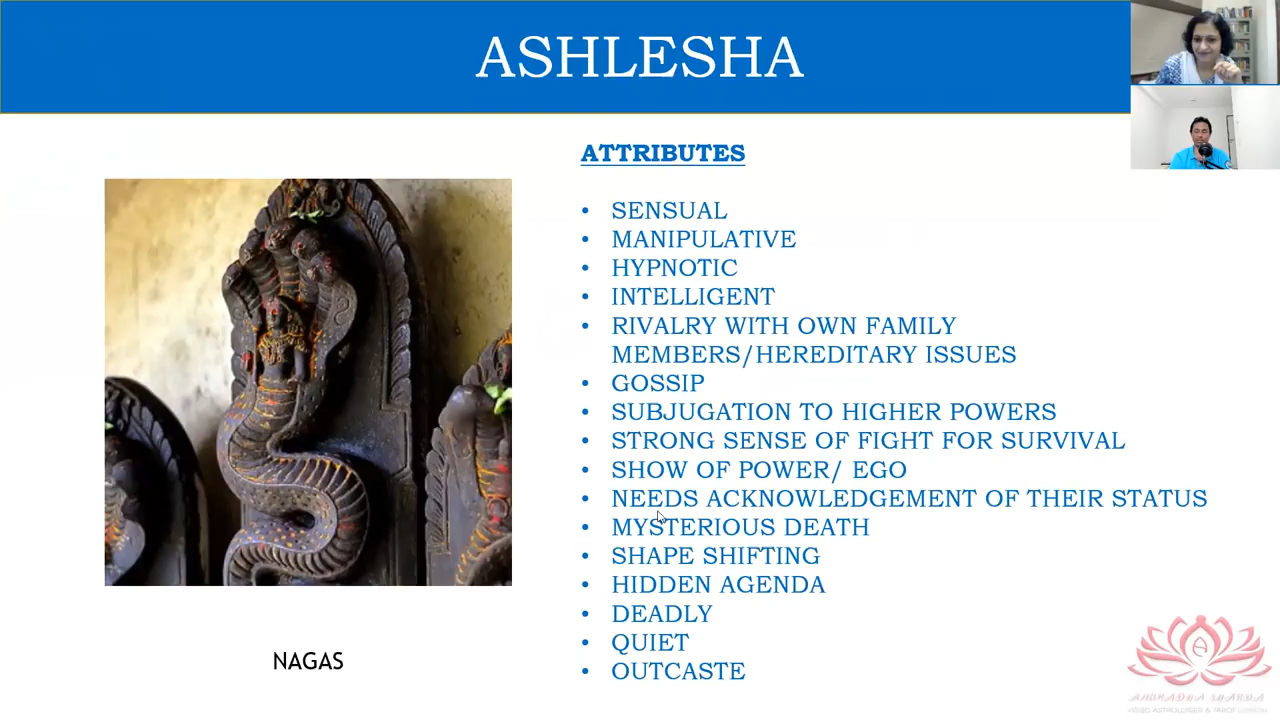 ASHLESHA
ATTRIBUTES
• SENSUAL
• MANIPULATIVE
• HYPNOTIC
• INTELLIGENT
• RIVALRY WITH OWN FAMILY
MEMBERS/HEREDITARY ISSUES
• GOSSIP
• SUBJUGATION TO HIGHER POWERS
• STRONG SENSE OF FIGHT FOR SURVIVAL
• SHOW OF POWER/ EGO
• NEEDS ACKNOWLEDGEMENT OF THEIR STATUS
• MYSTERIOUS DEATH
• SHAPE SHIFTING
• HIDDEN AGENDA
• DEADLY
• QUIET
• OUTCASTE
NAGAS
A